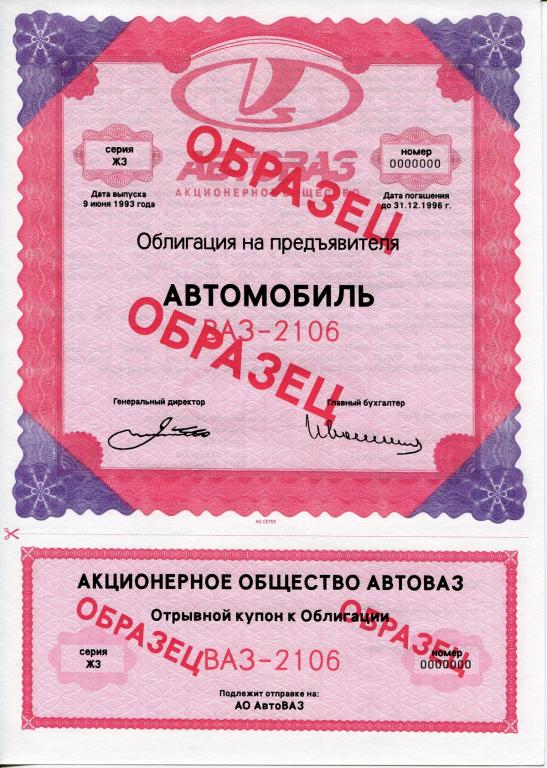 АВТОВАЗ
АКЦИОНЕРНОЕ ОБЩЕСТВО
серия
ЖЗ
номер
0000000
Дата выпуска
9 июня 1993 года
Дата погашения
до 31.12.1996 г.
ОБРАЗЕЦ
Облигация на предъявителя
АВТОМОБИЛЬ
ВАЗ-2106
ОБРАЗЕЦ
Генеральный директор
Главный бухгалтер
АО СЕТЕК
АКЦИОНЕРНОЕ ОБЩЕСТВО АВТОВАЗ
Отрывной купон к Облигации
ОБРАЗЕЦ
ОБРАЗЕЦ
серия
ЖЗ
ВАЗ-2106
номер
0000000
Подлежит отправке на:
АО АвтоВАЗ